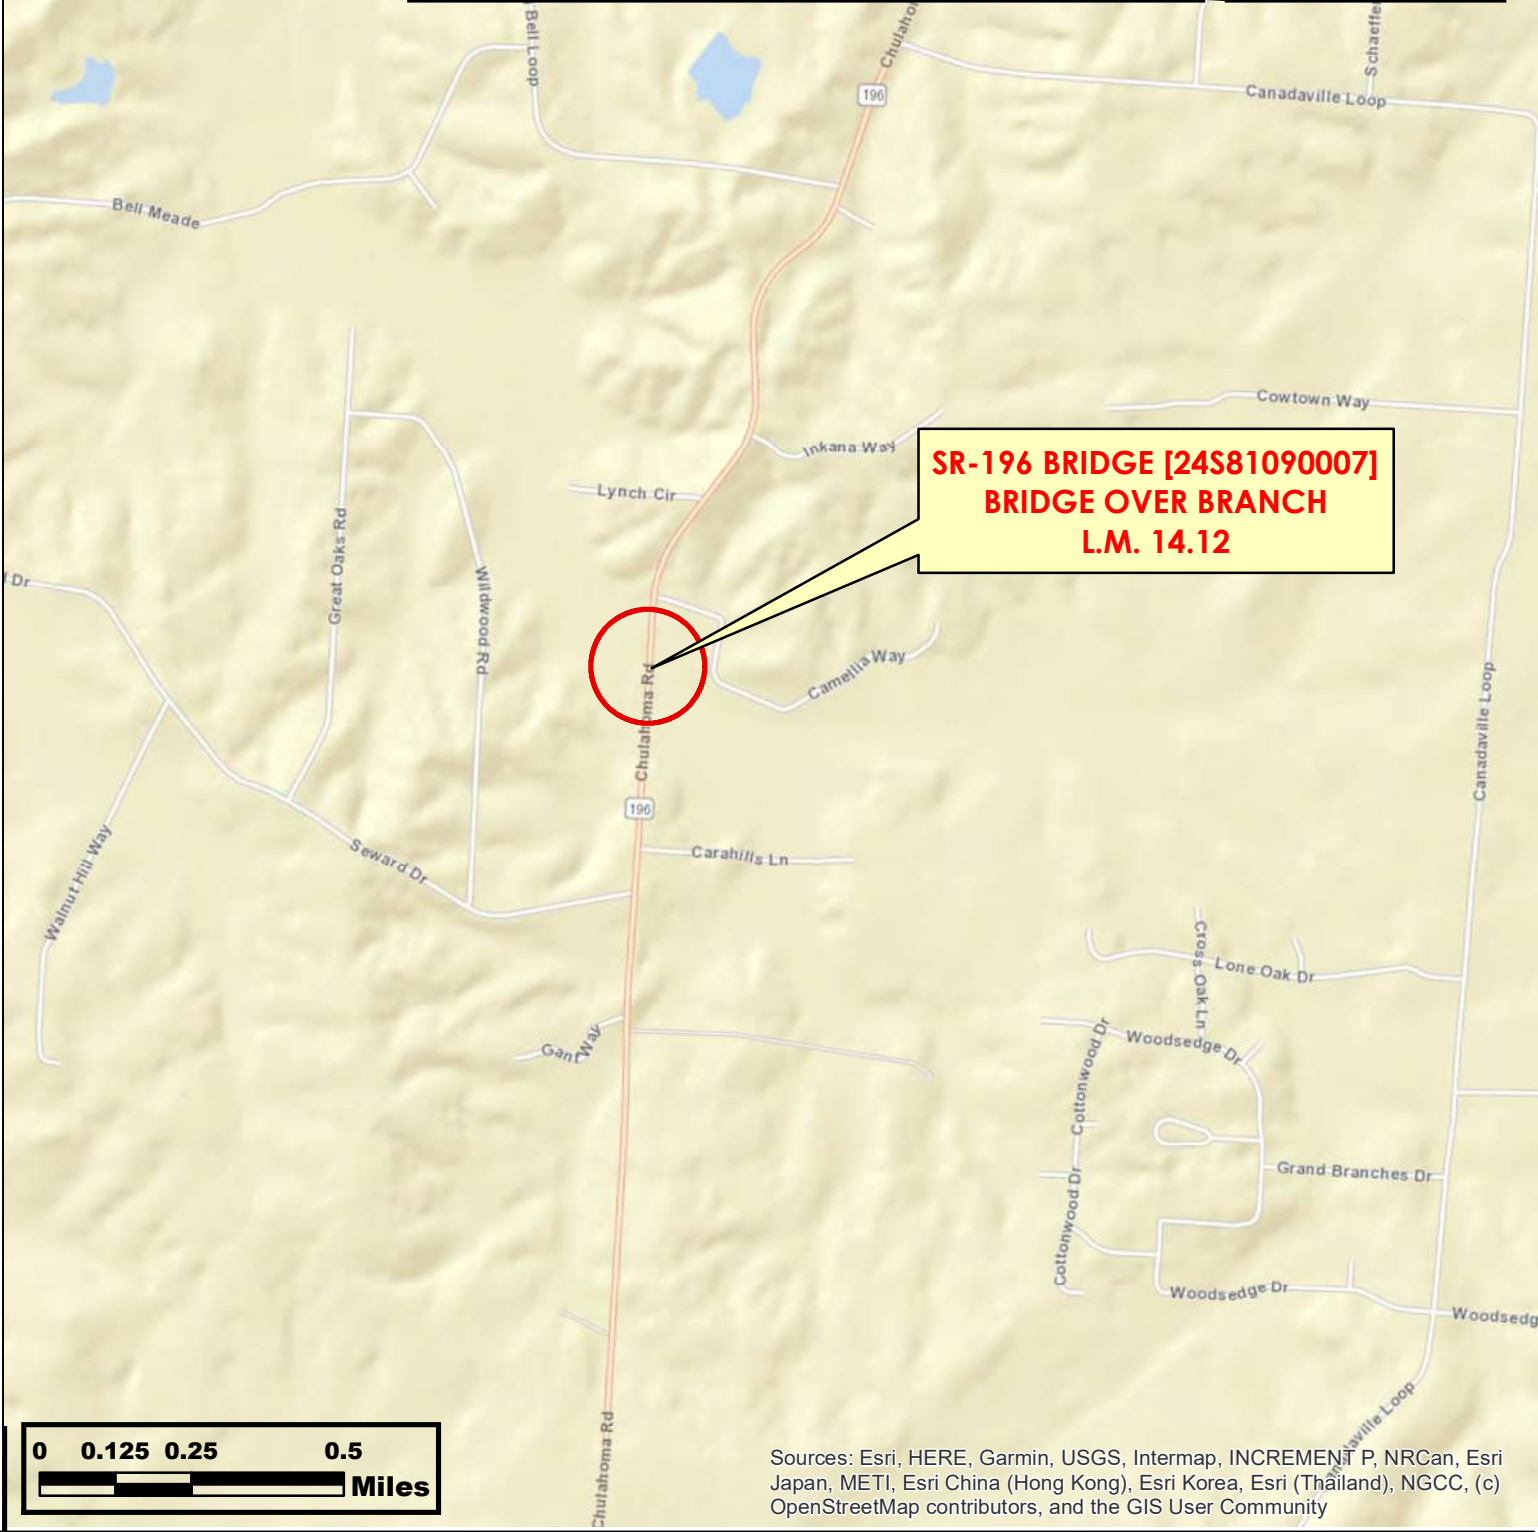 Bell Loop
Chulaho
Schaeffe
196
Canadaville Loop
Bell Meade
Cowtown Way
Inkana Way
SR-196 BRIDGE [24S81090007]
BRIDGE OVER BRANCH
L.M. 14.12
Lynch Cir
Great Oaks Rd
Wildwood Rd
Dr
Camellia Way
Chulahoma Rd
Canadaville Loop
196
Walnut Hill Way
Seward Dr
Carahills Ln
Cross Oak Ln
Lone Oak Dr
Gant Way
Cottonwood Dr
Woodsedge Dr
Grand Branches Dr
Cottonwood Dr
Woodsedge Dr
Woodsedg
Chulahoma Rd
anadaville Loop
0 0.125 0.25 0.5
Miles
Sources: Esri, HERE, Garmin, USGS, Intermap, INCREMENT P, NRCan, Esri
Japan, METI, Esri China (Hong Kong), Esri Korea, Esri (Thailand), NGCC, (c)
OpenStreetMap contributors, and the GIS User Community